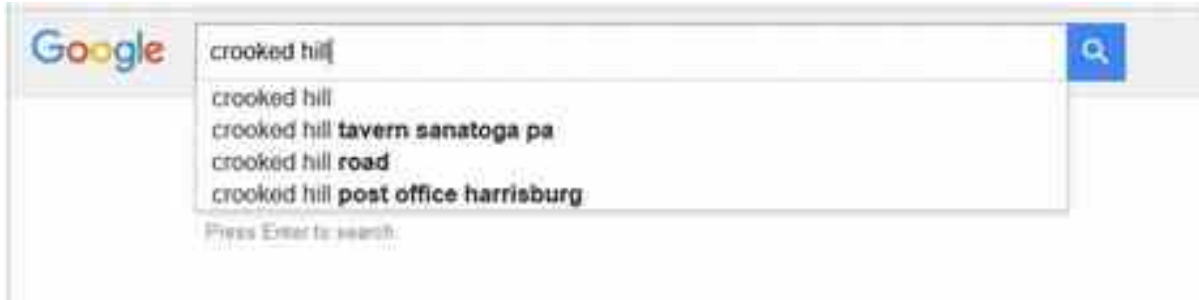 Google
crooked hill
crooked hill
crooked hill tavern sanatoga pa
crooked hill road
crooked hill post office harrisburg
Press Enter to search.